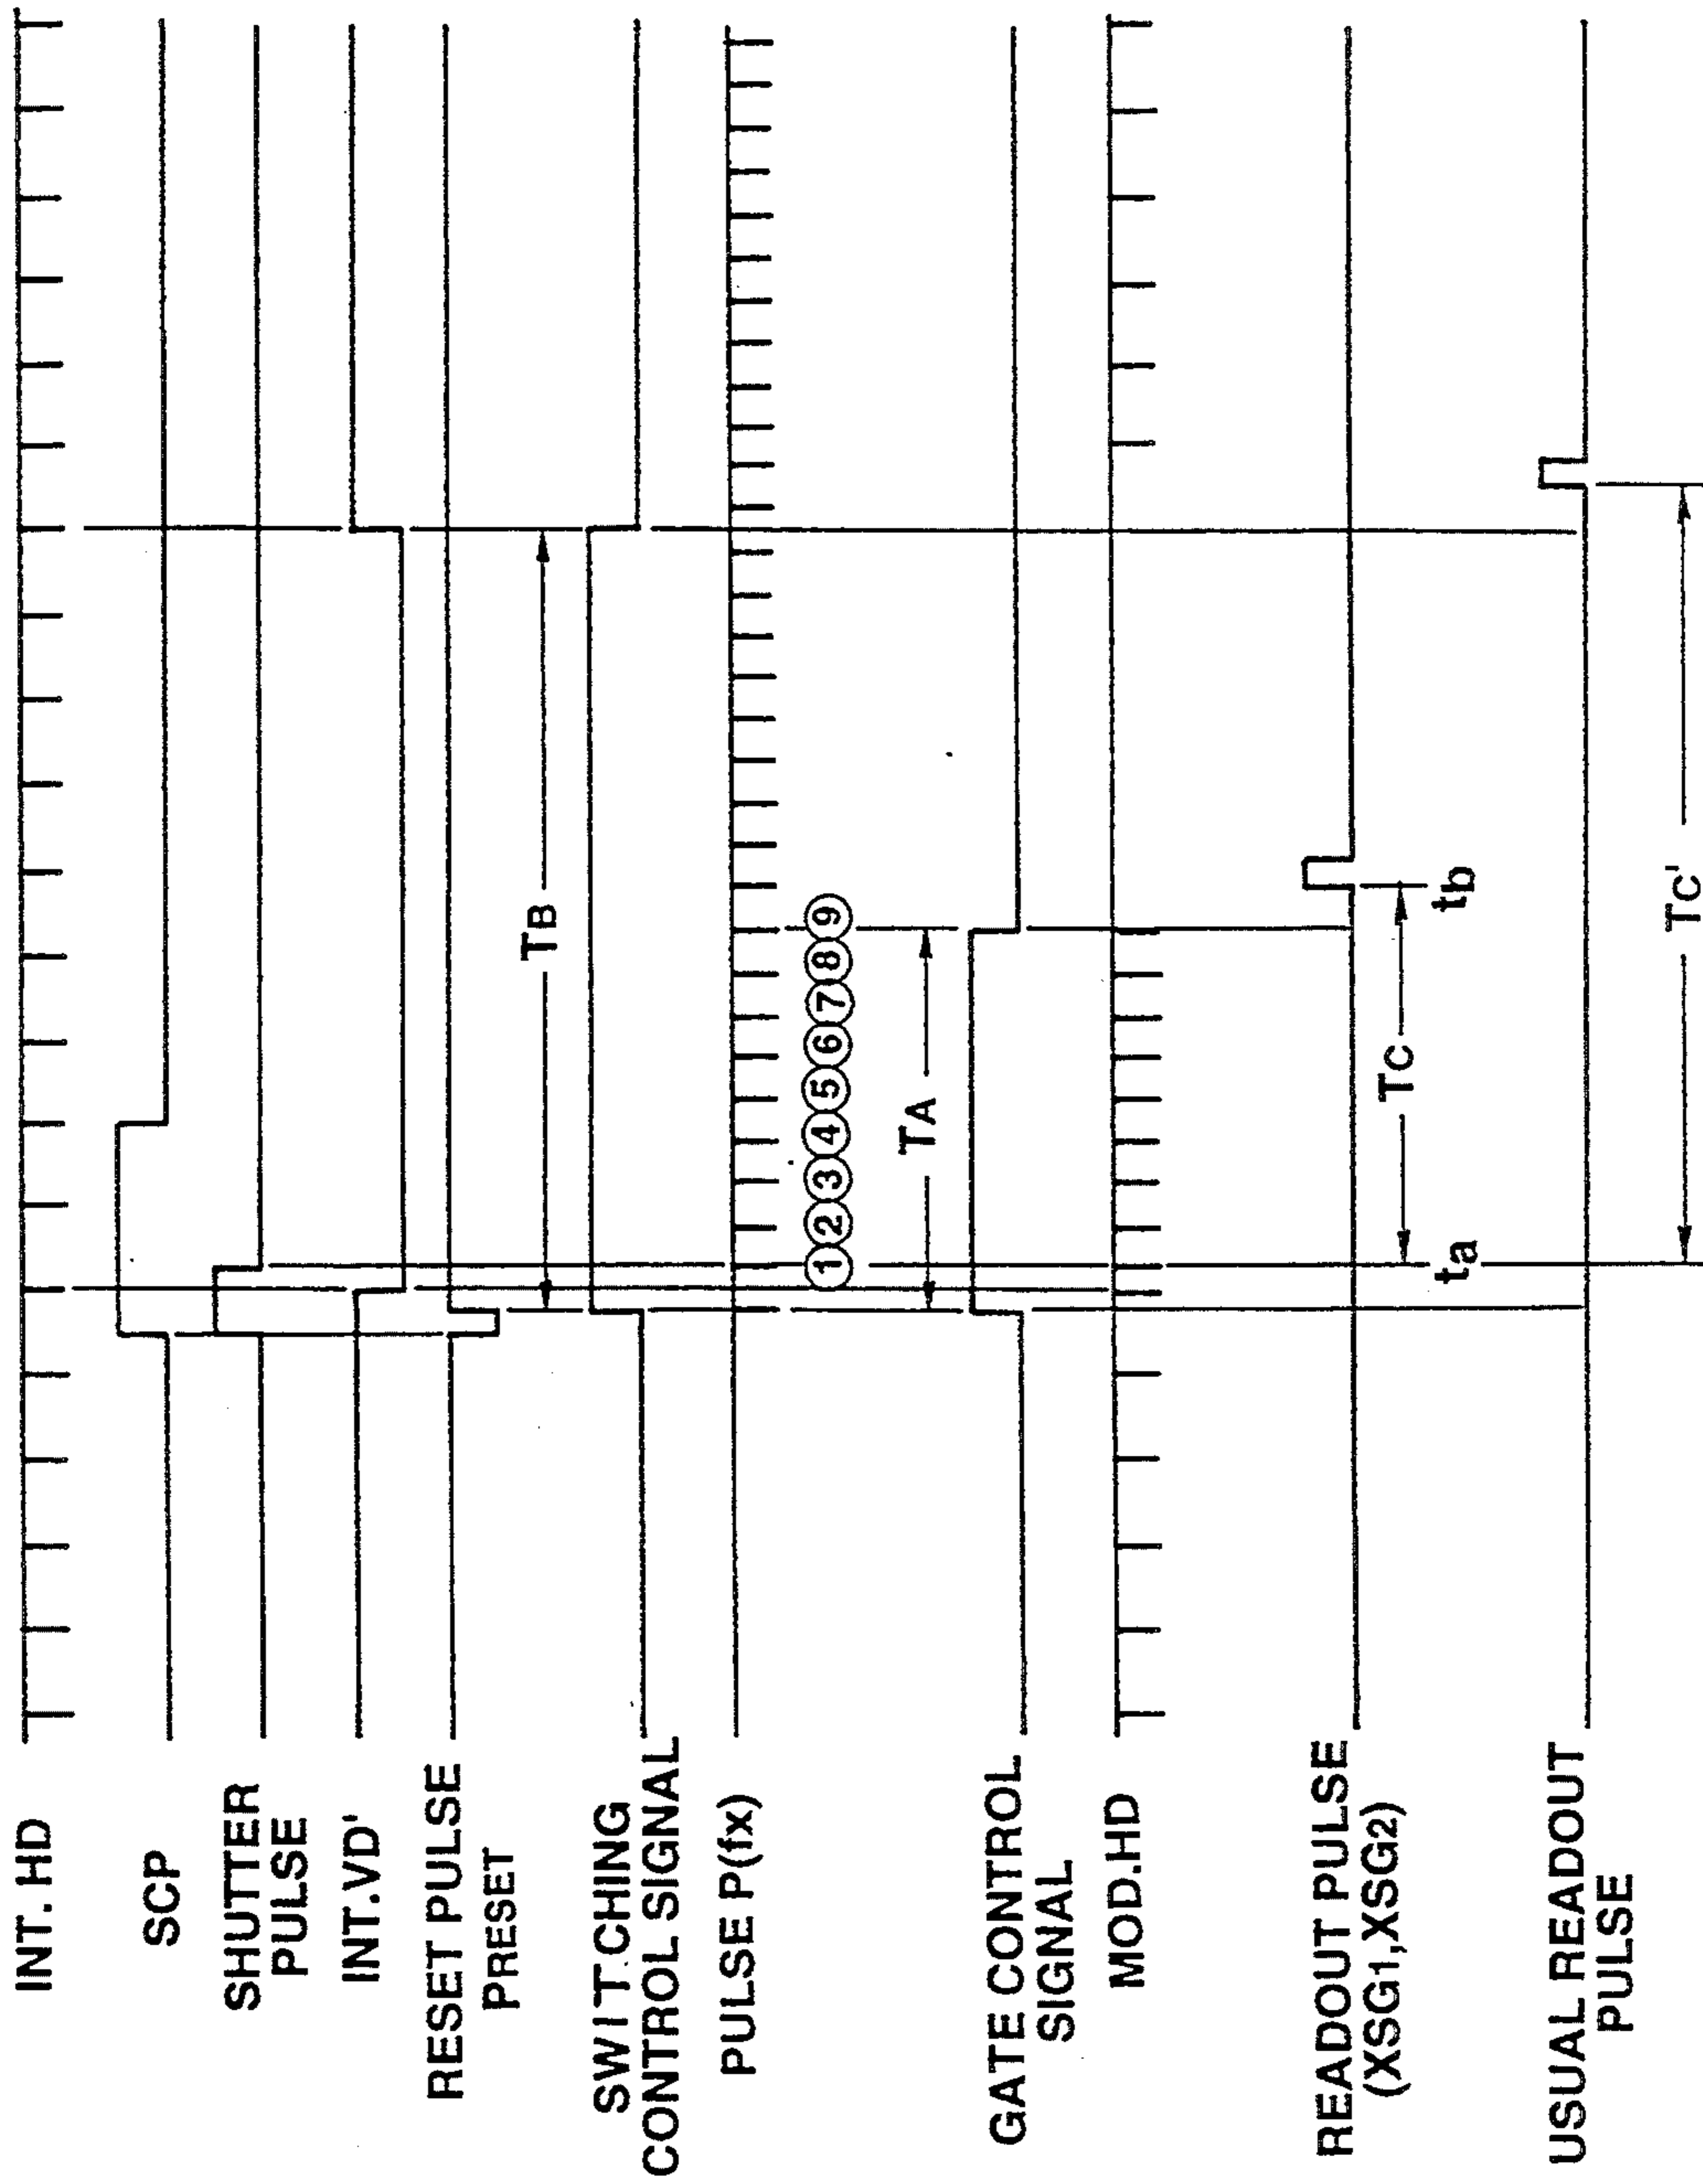 INT. HD
SCP
SHUTTER
PULSE
INT.VD'
RESET PULSE
PRESET
TB
SWIT.CHING
CONTROL SIGNAL
PULSE P(fx)
① ② ③ ④ ⑤ ⑥ ⑦ ⑧ ⑨
TA
GATE CONTROL
SIGNAL
MOD.HD
READOUT PULSE
(XSG1,XSG2)
TC
ta
tb
USUAL READOUT
PULSE
TC'